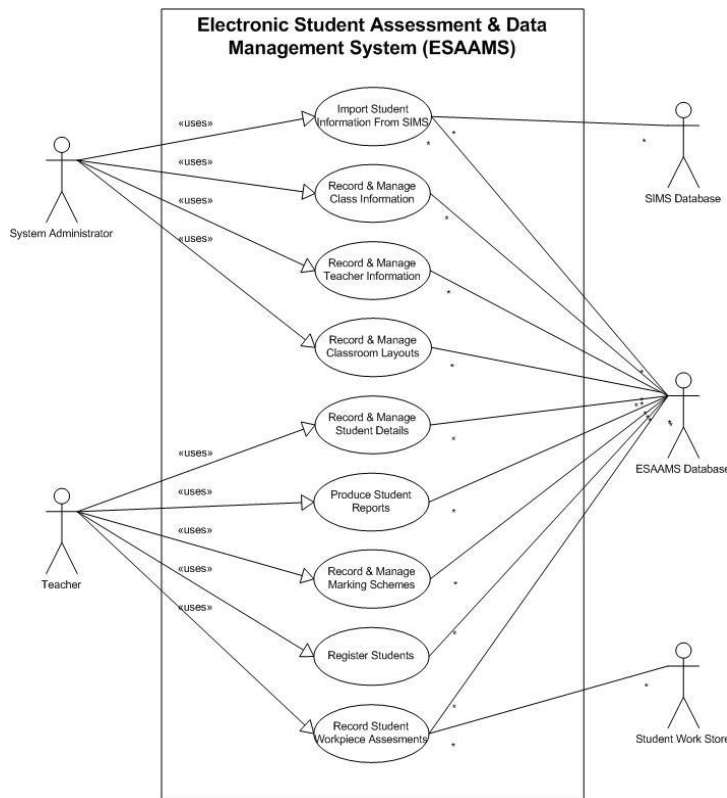 Electronic Student Assessment & Data
Management System (ESAAMS)
Import Student
Information From SIMS
«uses»
*
*
*
SIMS Database
System Administrator
«uses»
Record & Manage
Class Information
*
«uses»
Record & Manage
Teacher Information
*
«uses»
Record & Manage
Classroom Layouts
*
*
*
*
*
*
*
*
*
ESAAMS Database
Record & Manage
Student Details
*
«uses»
Produce Student
Reports
*
«uses»
Teacher
Record & Manage
Marking Schemes
*
«uses»
Register Students
*
«uses»
Record Student
Workpiece Assesments
*
*
«uses»
*
Student Work Store